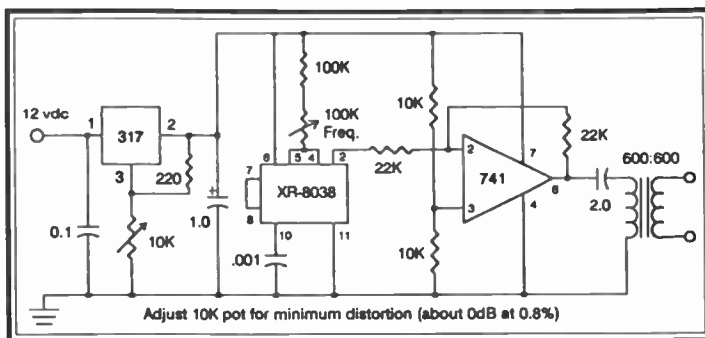 12 vdc
1
317
2
3
220
0.1
10K
1.0
+
100K
100K
Freq.
6
5
4
2
7
8
XR-8038
10
11
.001
22K
10K
10K
2
3
741
7
4
6
22K
2.0
600:600
Adjust 10K pot for minimum distortion (about 0dB at 0.8%)